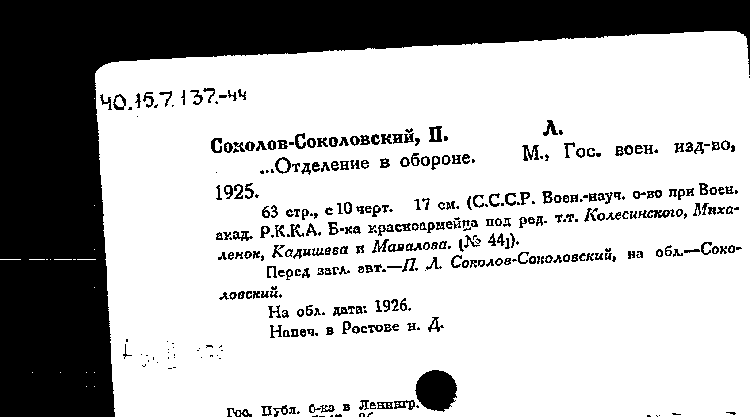 40.15.7.137.-44
Соколов-Соколовский, П. Л.
...Отделение в обороне. М., Гос. воен. изд-во,
1925.
63 стр., с 10 черт. 17 см. (С.С.С.Р. Воен.-науч. о-во при Воен.
акад. Р.К.К.А. Б-ка красноармейца под ред. т.т. Колесинского, Миха-
ленок, Кадишева и Мавалова. [№ 44]).
Перед загл. авт.—П. Л. Соколов-Соколовский, на обл.—Соко-
ловский.
На обл. дата: 1926.
Напеч. в Ростове н. Д.
Гос. Публ. б-ка в Ленингр.